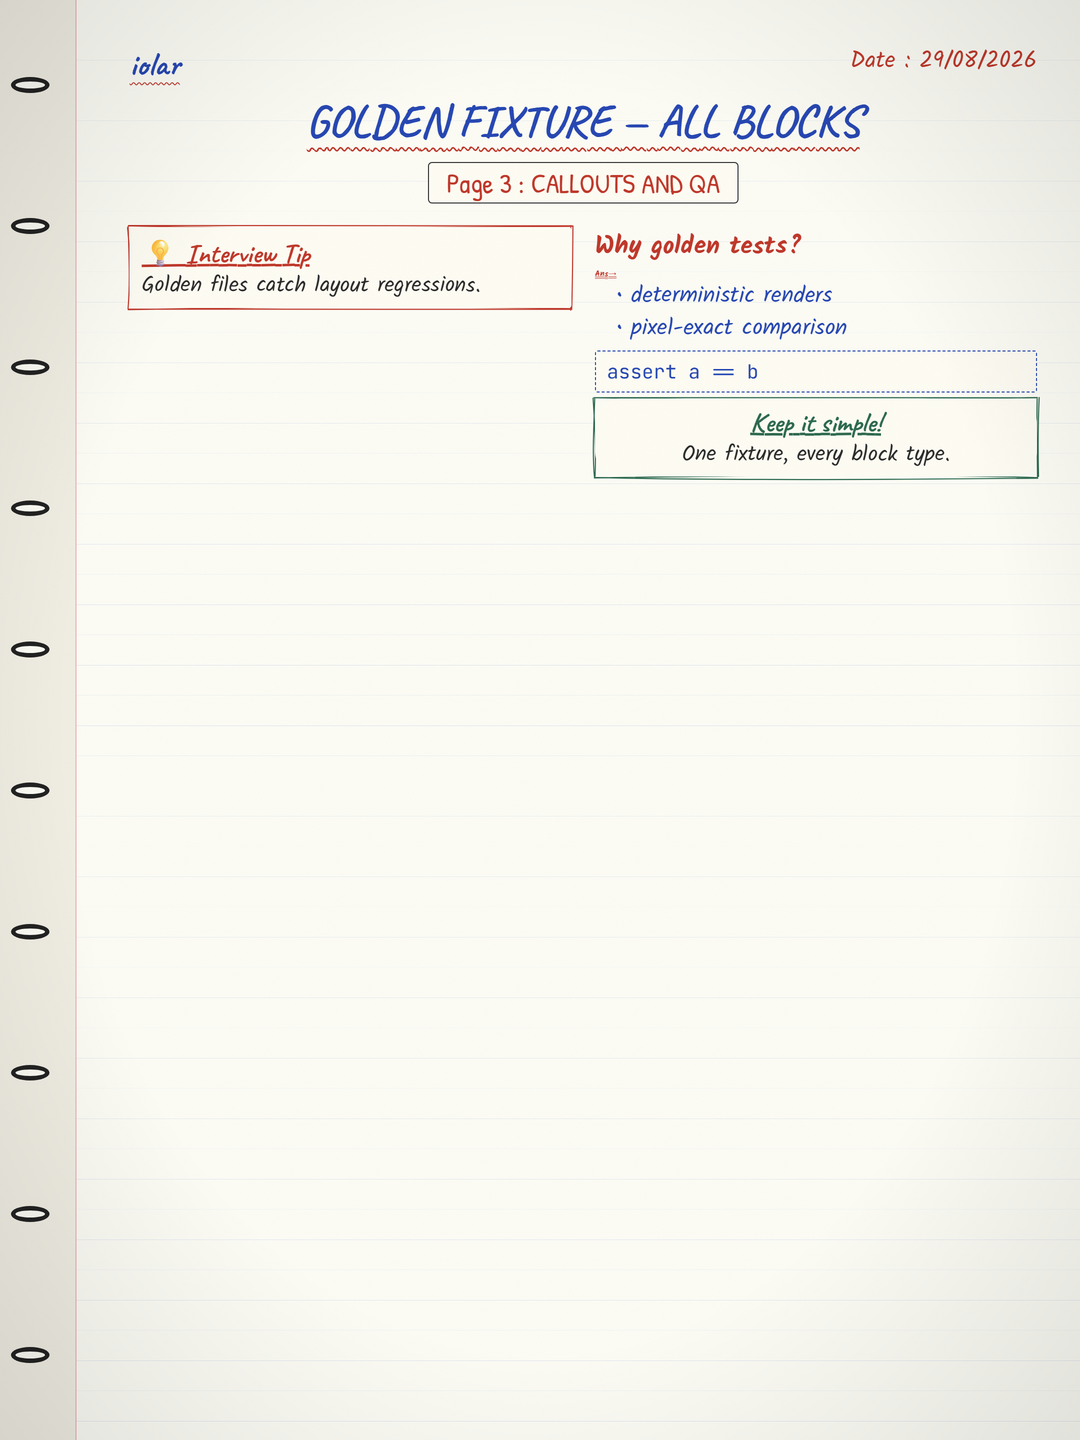 iolar
Date : 29/08/2026
GOLDEN FIXTURE – ALL BLOCKS
Page 3 : CALLOUTS AND QA
💡 Interview Tip
Golden files catch layout regressions.
Why golden tests?
Ans→
• deterministic renders
• pixel-exact comparison
assert a == b
Keep it simple!
One fixture, every block type.